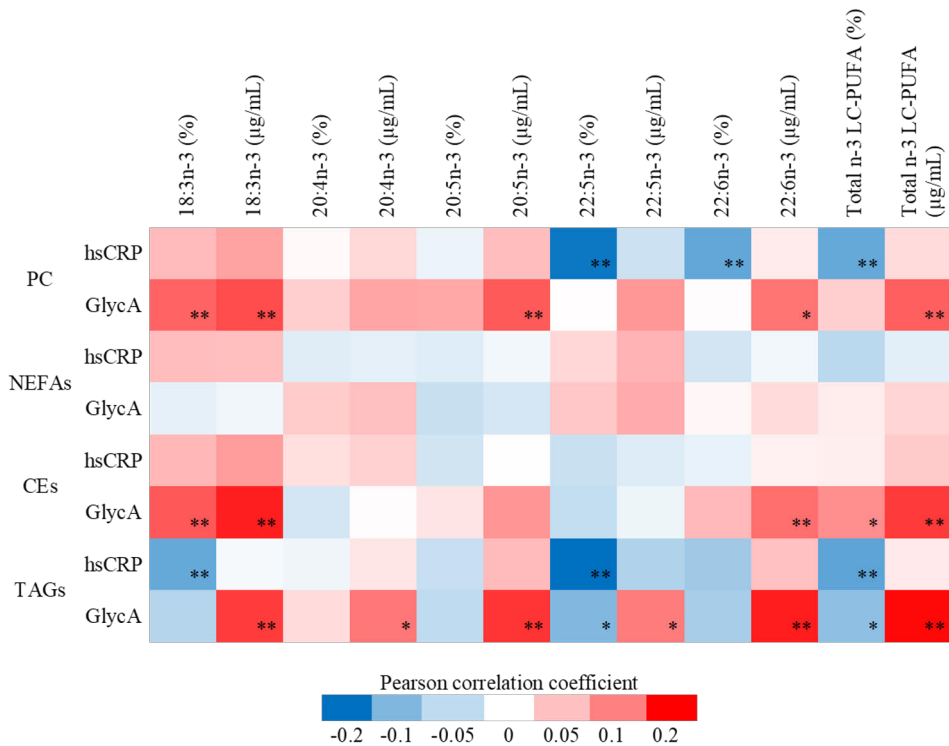 18:3n-3 (%)
18:3n-3 (µg/mL)
20:4n-3 (%)
20:4n-3 (µg/mL)
20:5n-3 (%)
20:5n-3 (µg/mL)
22:5n-3 (%)
22:5n-3 (µg/mL)
22:6n-3 (%)
22:6n-3 (µg/mL)
Total n-3 LC-PUFA (%)
Total n-3 LC-PUFA
(µg/mL)
PC
hsCRP ** ** **
GlycA ** ** ** * **
NEFAs
hsCRP
GlycA
CEs
hsCRP
GlycA ** ** ** * **
TAGs
hsCRP ** ** **
GlycA ** * ** * * ** * **
Pearson correlation coefficient
-0.2 -0.1 -0.05 0 0.05 0.1 0.2